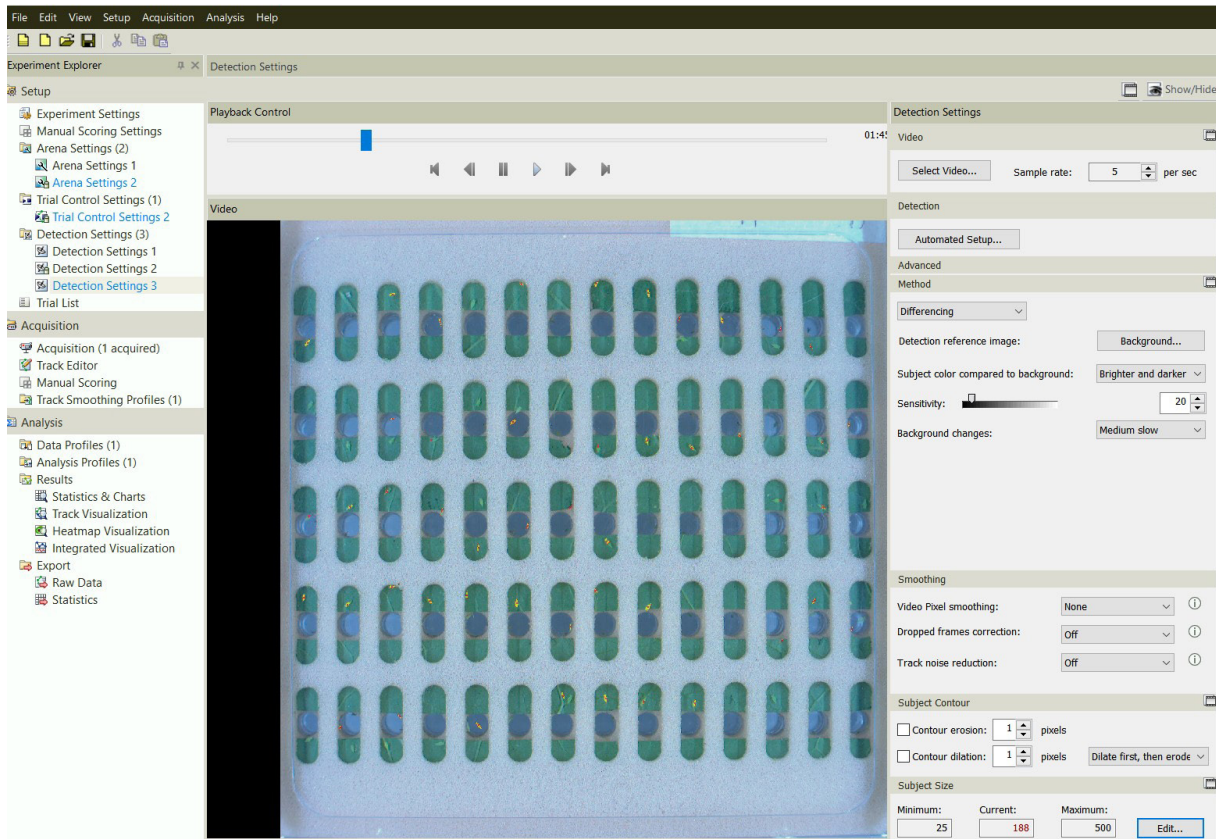 File Edit View Setup Acquisition Analysis Help
Experiment Explorer
Setup
Experiment Settings
Manual Scoring Settings
Arena Settings (2)
Arena Settings 1
Arena Settings 2
Trial Control Settings (1)
Trial Control Settings 2
Detection Settings (3)
Detection Settings 1
Detection Settings 2
Detection Settings 3
Trial List
Acquisition
Acquisition (1 acquired)
Track Editor
Manual Scoring
Track Smoothing Profiles (1)
Analysis
Data Profiles (1)
Analysis Profiles (1)
Results
Statistics & Charts
Track Visualization
Heatmap Visualization
Integrated Visualization
Export
Raw Data
Statistics
Detection Settings
Show/Hide
Playback Control
01:45
Video
Detection Settings
Video
Select Video... Sample rate: 5 per sec
Detection
Automated Setup...
Advanced
Method
Differencing
Detection reference image: Background...
Subject color compared to background: Brighter and darker
Sensitivity: 20
Background changes: Medium slow
Smoothing
Video Pixel smoothing: None
Dropped frames correction: Off
Track noise reduction: Off
Subject Contour
Contour erosion: 1 pixels
Contour dilation: 1 pixels Dilate first, then erode
Subject Size
Minimum: Current: Maximum:
25 188 500 Edit...